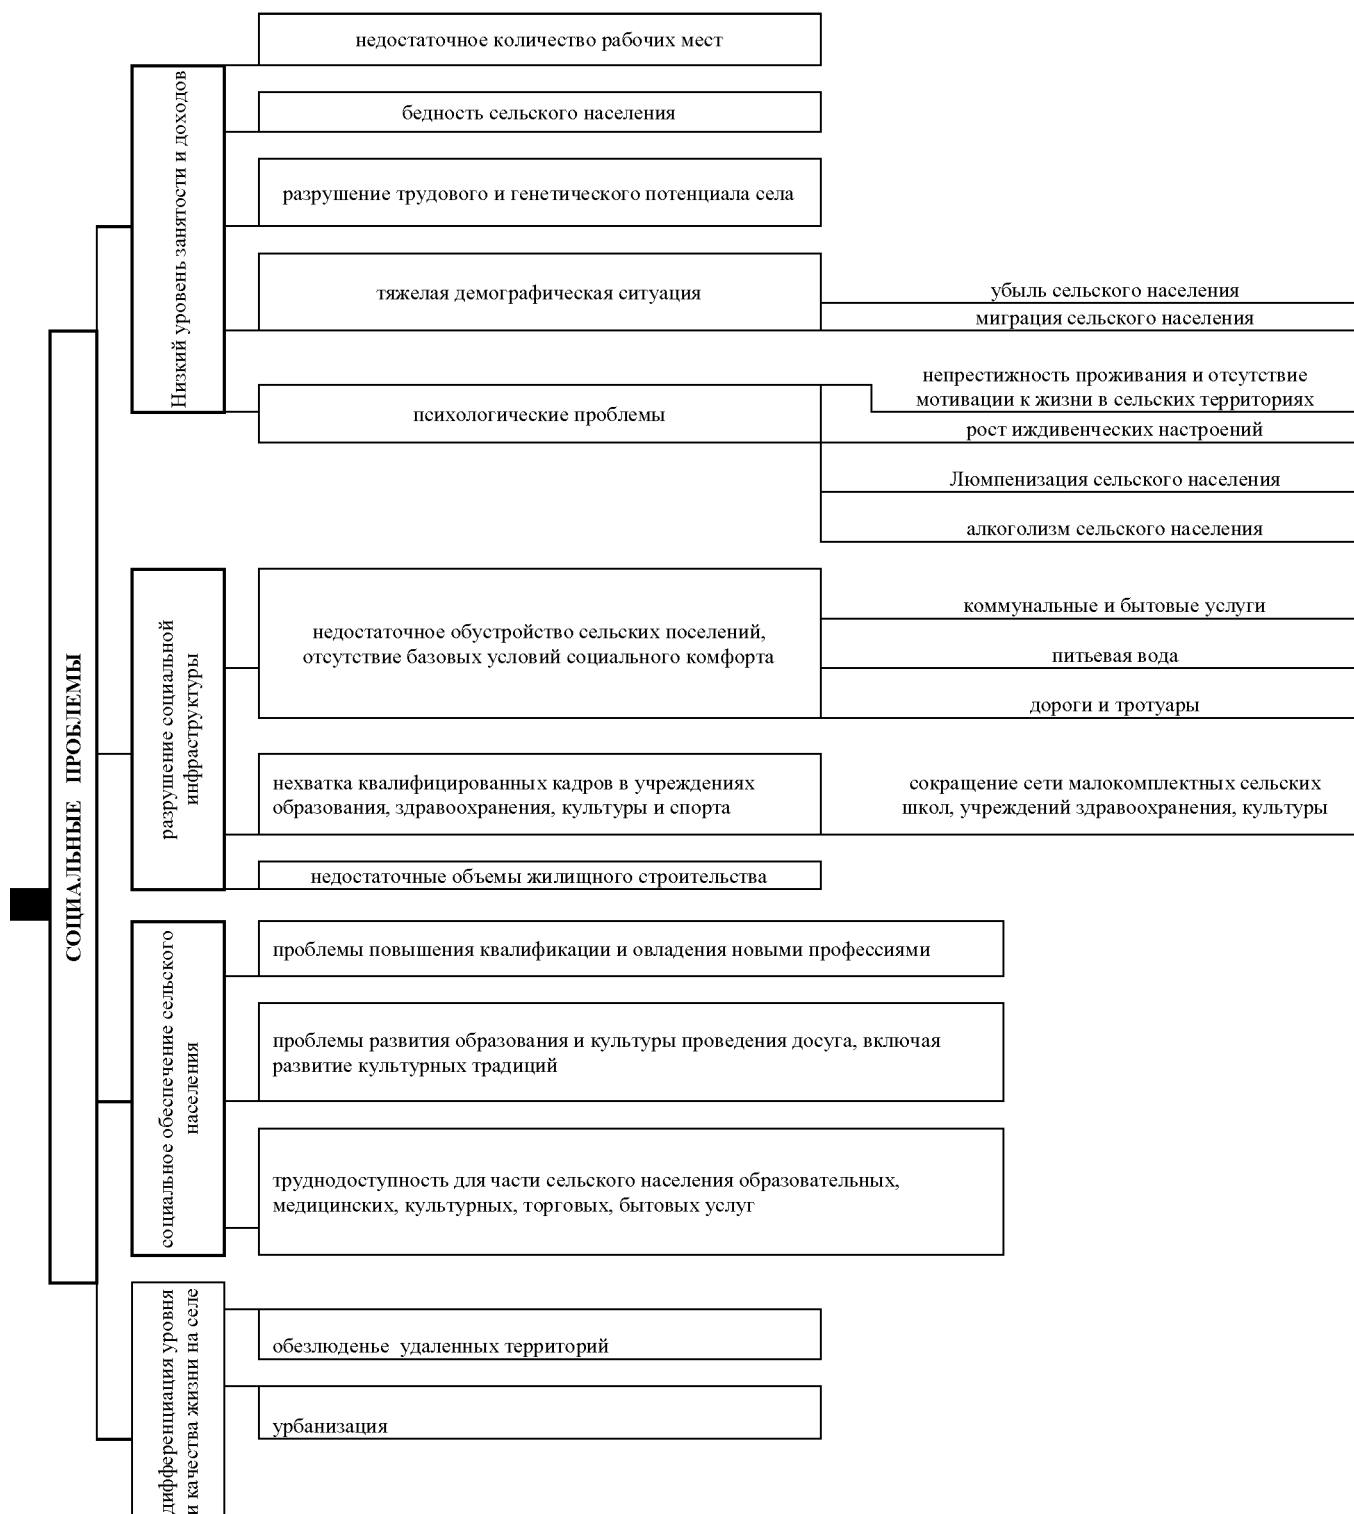 СОЦИАЛЬНЫЕ ПРОБЛЕМЫ
Низкий уровень занятости и доходов
недостаточное количество рабочих мест
бедность сельского населения
разрушение трудового и генетического потенциала села
тяжелая демографическая ситуация
убыль сельского населения
миграция сельского населения
психологические проблемы
непрестижность проживания и отсутствие
мотивации к жизни в сельских территориях
рост иждивенческих настроений
Люмпенизация сельского населения
алкоголизм сельского населения
разрушение социальной
инфраструктуры
недостаточное обустройство сельских поселений,
отсутствие базовых условий социального комфорта
коммунальные и бытовые услуги
питьевая вода
дороги и тротуары
нехватка квалифицированных кадров в учреждениях
образования, здравоохранения, культуры и спорта
сокращение сети малокомплектных сельских
школ, учреждений здравоохранения, культуры
недостаточные объемы жилищного строительства
социальное обеспечение сельского
населения
проблемы повышения квалификации и овладения новыми профессиями
проблемы развития образования и культуры проведения досуга, включая
развитие культурных традиций
труднодоступность для части сельского населения образовательных,
медицинских, культурных, торговых, бытовых услуг
дифференциация уровня
и качества жизни на селе
обезлюденье удаленных территорий
урбанизация